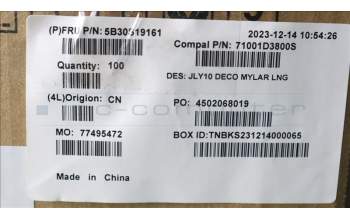 (P)FRU P/N: 5B30S19161
2023-12-14 10:54:26
Compal P/N: 71001D3800S
Quantity: 100
DES: JLY10 DECO MYLAR LNG
(4L)Origion: CN
PO: 4502068019
MO: 77495472
BOX ID:TNBKS231214000065
Made in China